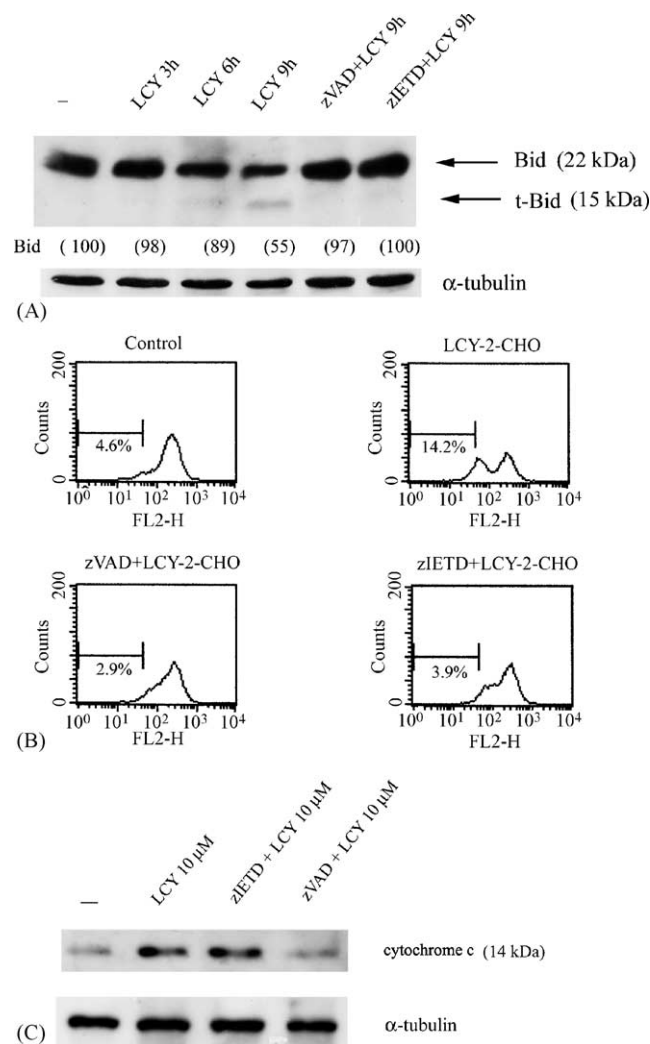 – LCY 3h LCY 6h LCY 9h zVAD+LCY 9h zIETD+LCY 9h
Bid (22 kDa)
t-Bid (15 kDa)
Bid ( 100) (98) (89) (55) (97) (100)
α-tubulin
(A)
Control
200
Counts
0
4.6%
10⁰ 10¹ 10² 10³ 10⁴
FL2-H
LCY-2-CHO
200
Counts
0
14.2%
10⁰ 10¹ 10² 10³ 10⁴
FL2-H
zVAD+LCY-2-CHO
200
Counts
0
2.9%
10⁰ 10¹ 10² 10³ 10⁴
FL2-H
zIETD+LCY-2-CHO
200
Counts
0
3.9%
10⁰ 10¹ 10² 10³ 10⁴
FL2-H
(B)
— LCY 10 µM zIETD + LCY 10 µM zVAD + LCY 10 µM
cytochrome c (14 kDa)
α-tubulin
(C)